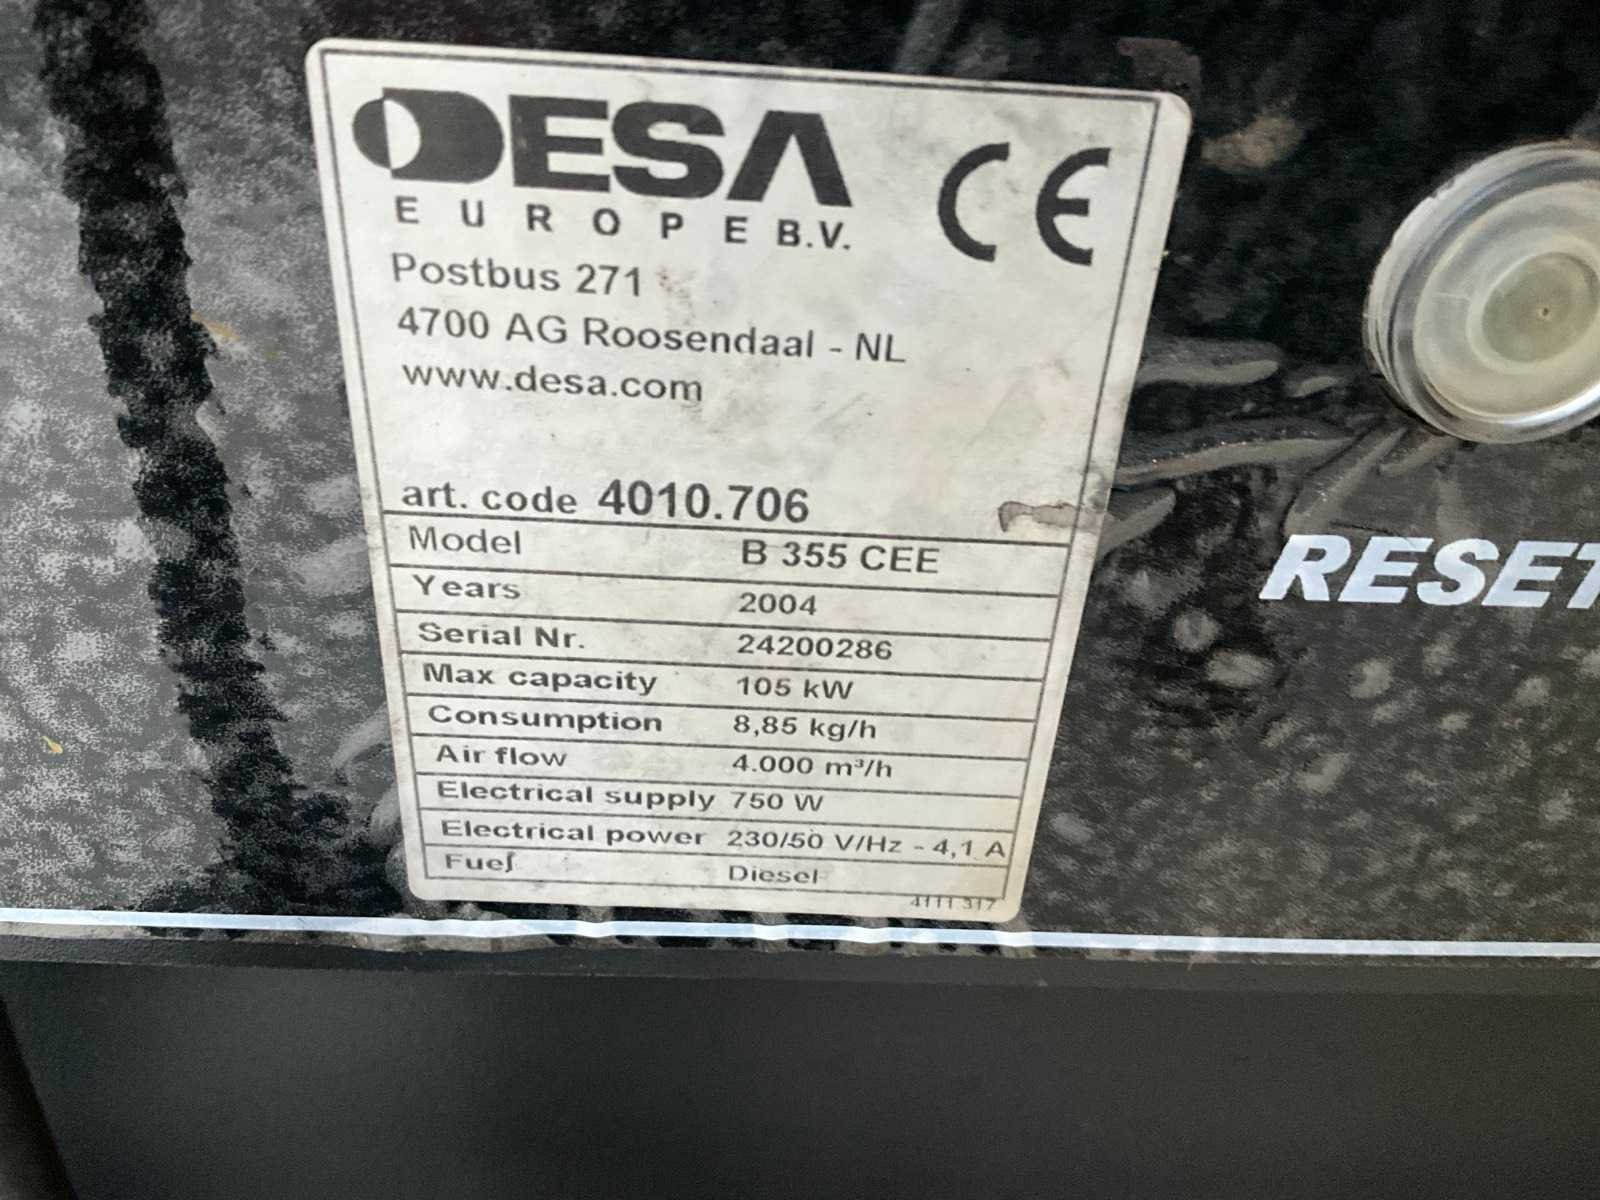 DESA
EUROPE B.V.
CE
Postbus 271
4700 AG Roosendaal - NL
www.desa.com
art. code 4010.706
Model B 355 CEE
Years 2004
Serial Nr. 24200286
Max capacity 105 kW
Consumption 8,85 kg/h
Air flow 4.000 m³/h
Electrical supply 750 W
Electrical power 230/50 V/Hz - 4,1 A
Fuel Diesel
4111.317
RESET